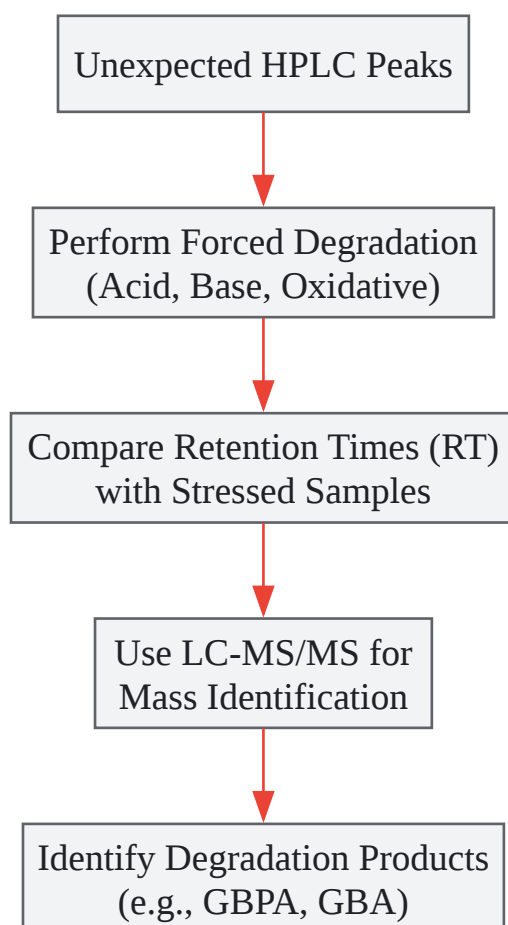 Unexpected HPLC Peaks
Perform Forced Degradation
(Acid, Base, Oxidative)
Compare Retention Times (RT)
with Stressed Samples
Use LC-MS/MS for
Mass Identification
Identify Degradation Products
(e.g., GBPA, GBA)